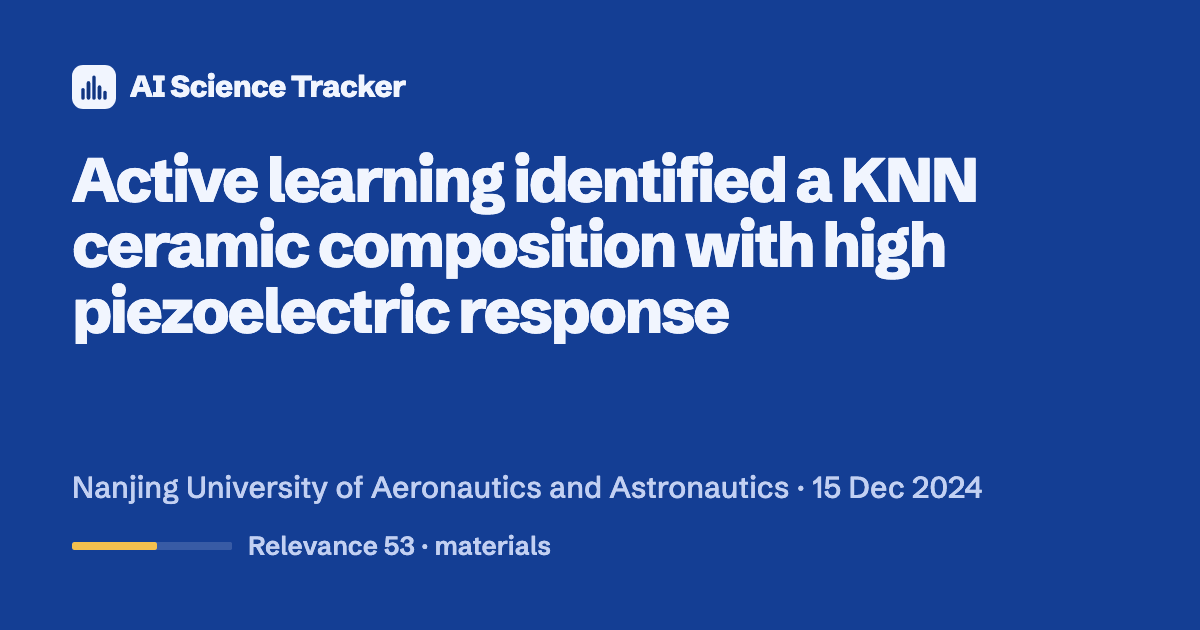 AI Science Tracker
Active learning identified a KNN
ceramic composition with high
piezoelectric response
Nanjing University of Aeronautics and Astronautics · 15 Dec 2024
Relevance 53 · materials